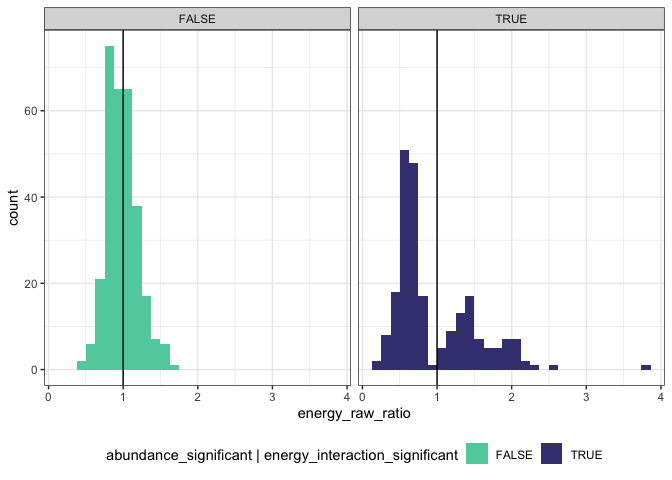 FALSE TRUE
count
60
40
20
0
0 1 2 3 4 0 1 2 3 4
energy_raw_ratio
abundance_significant | energy_interaction_significant FALSE TRUE